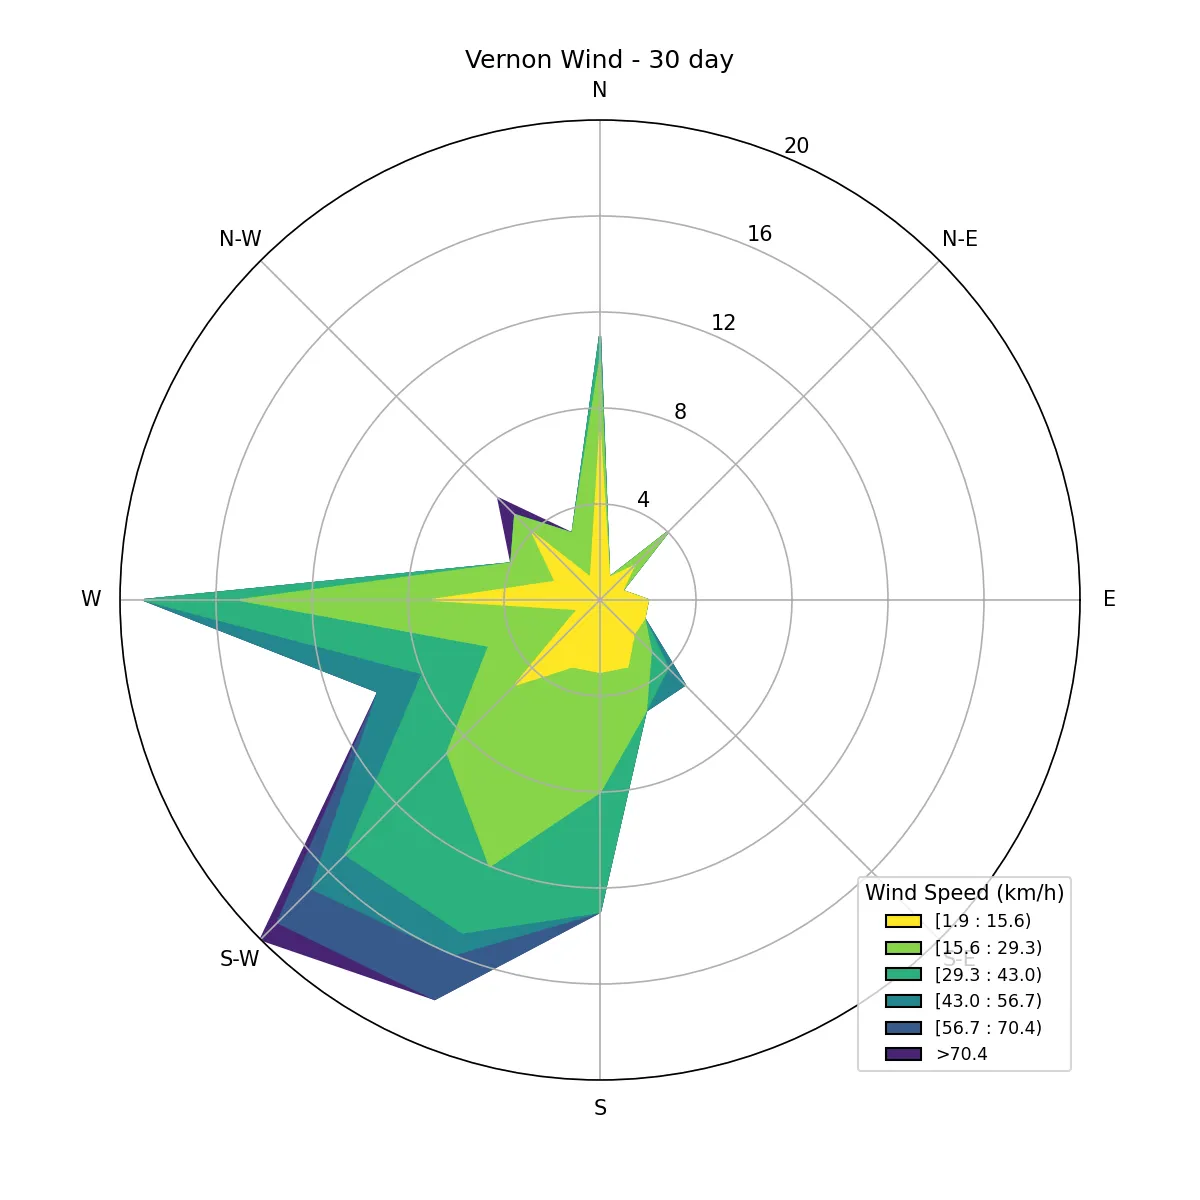 Vernon Wind - 30 day
N
20
N-W
N-E
16
12
8
4
W
E
S-W
S-E
S
Wind Speed (km/h)
[1.9 : 15.6)
[15.6 : 29.3)
[29.3 : 43.0)
[43.0 : 56.7)
[56.7 : 70.4)
>70.4